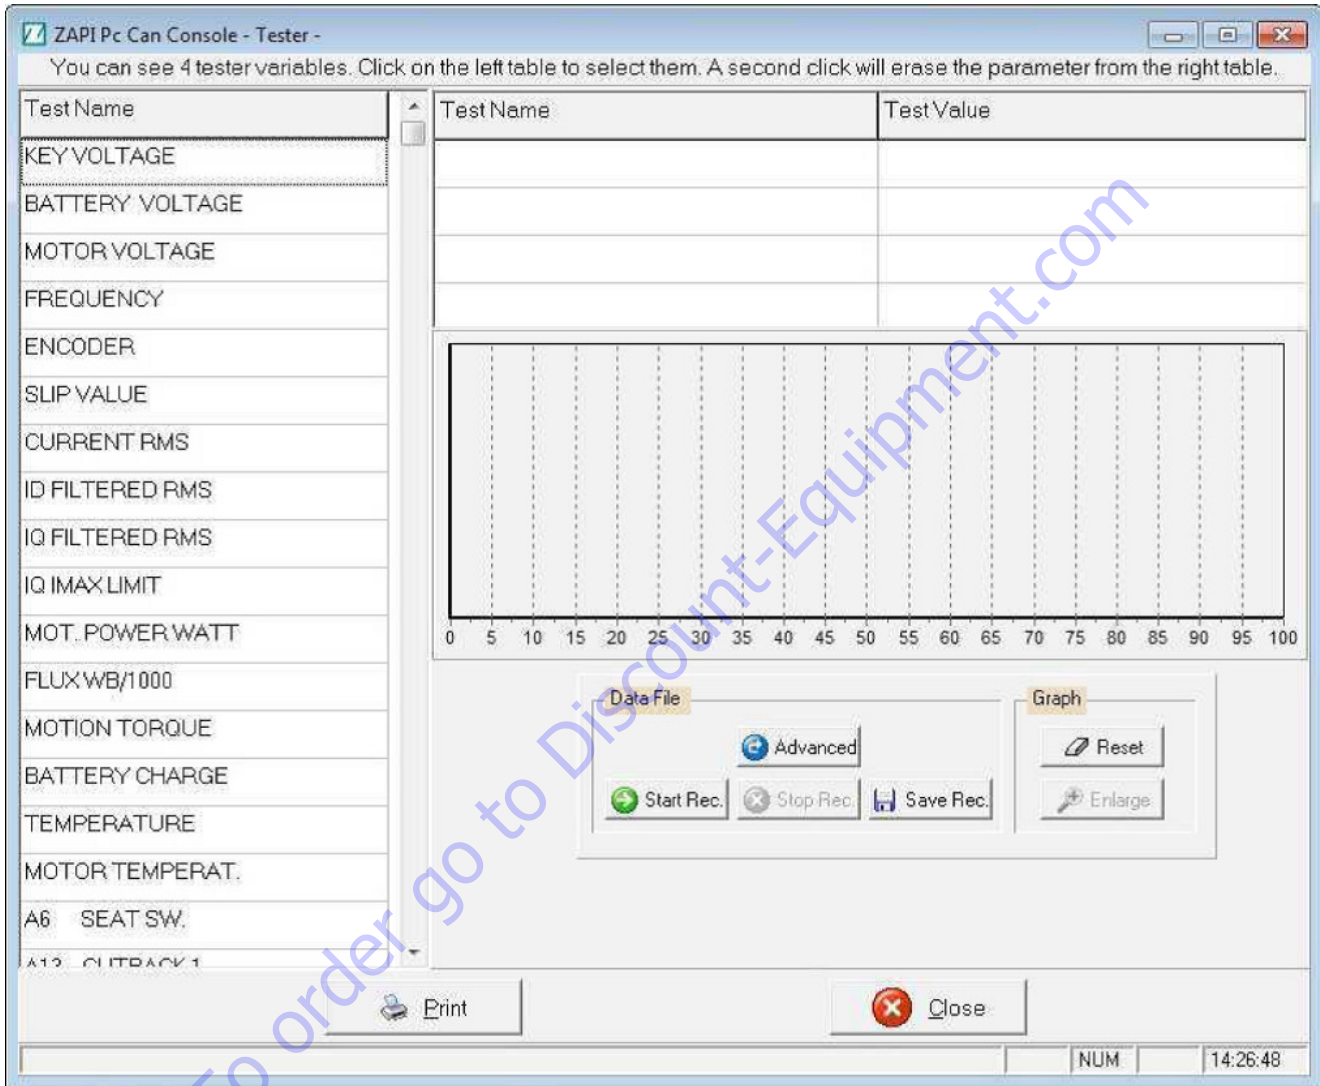 ZAPI Pc Can Console - Tester -
You can see 4 tester variables. Click on the left table to select them. A second click will erase the parameter from the right table.
Test Name
Test Name Test Value
KEY VOLTAGE
BATTERY VOLTAGE
MOTOR VOLTAGE
FREQUENCY
ENCODER
SLIP VALUE
CURRENT RMS
ID FILTERED RMS
IQ FILTERED RMS
IQ IMAX LIMIT
MOT. POWER WATT
FLUX WB/1000
MOTION TORQUE
BATTERY CHARGE
TEMPERATURE
MOTOR TEMPERAT.
A6 SEAT SW.
A13 CUTBACK 1
0 5 10 15 20 25 30 35 40 45 50 55 60 65 70 75 80 85 90 95 100
Data File
Advanced
Start Rec. Stop Rec. Save Rec.
Graph
Reset
Enlarge
Print
Close
NUM 14:26:48
To order go to Discount-Equipment.com